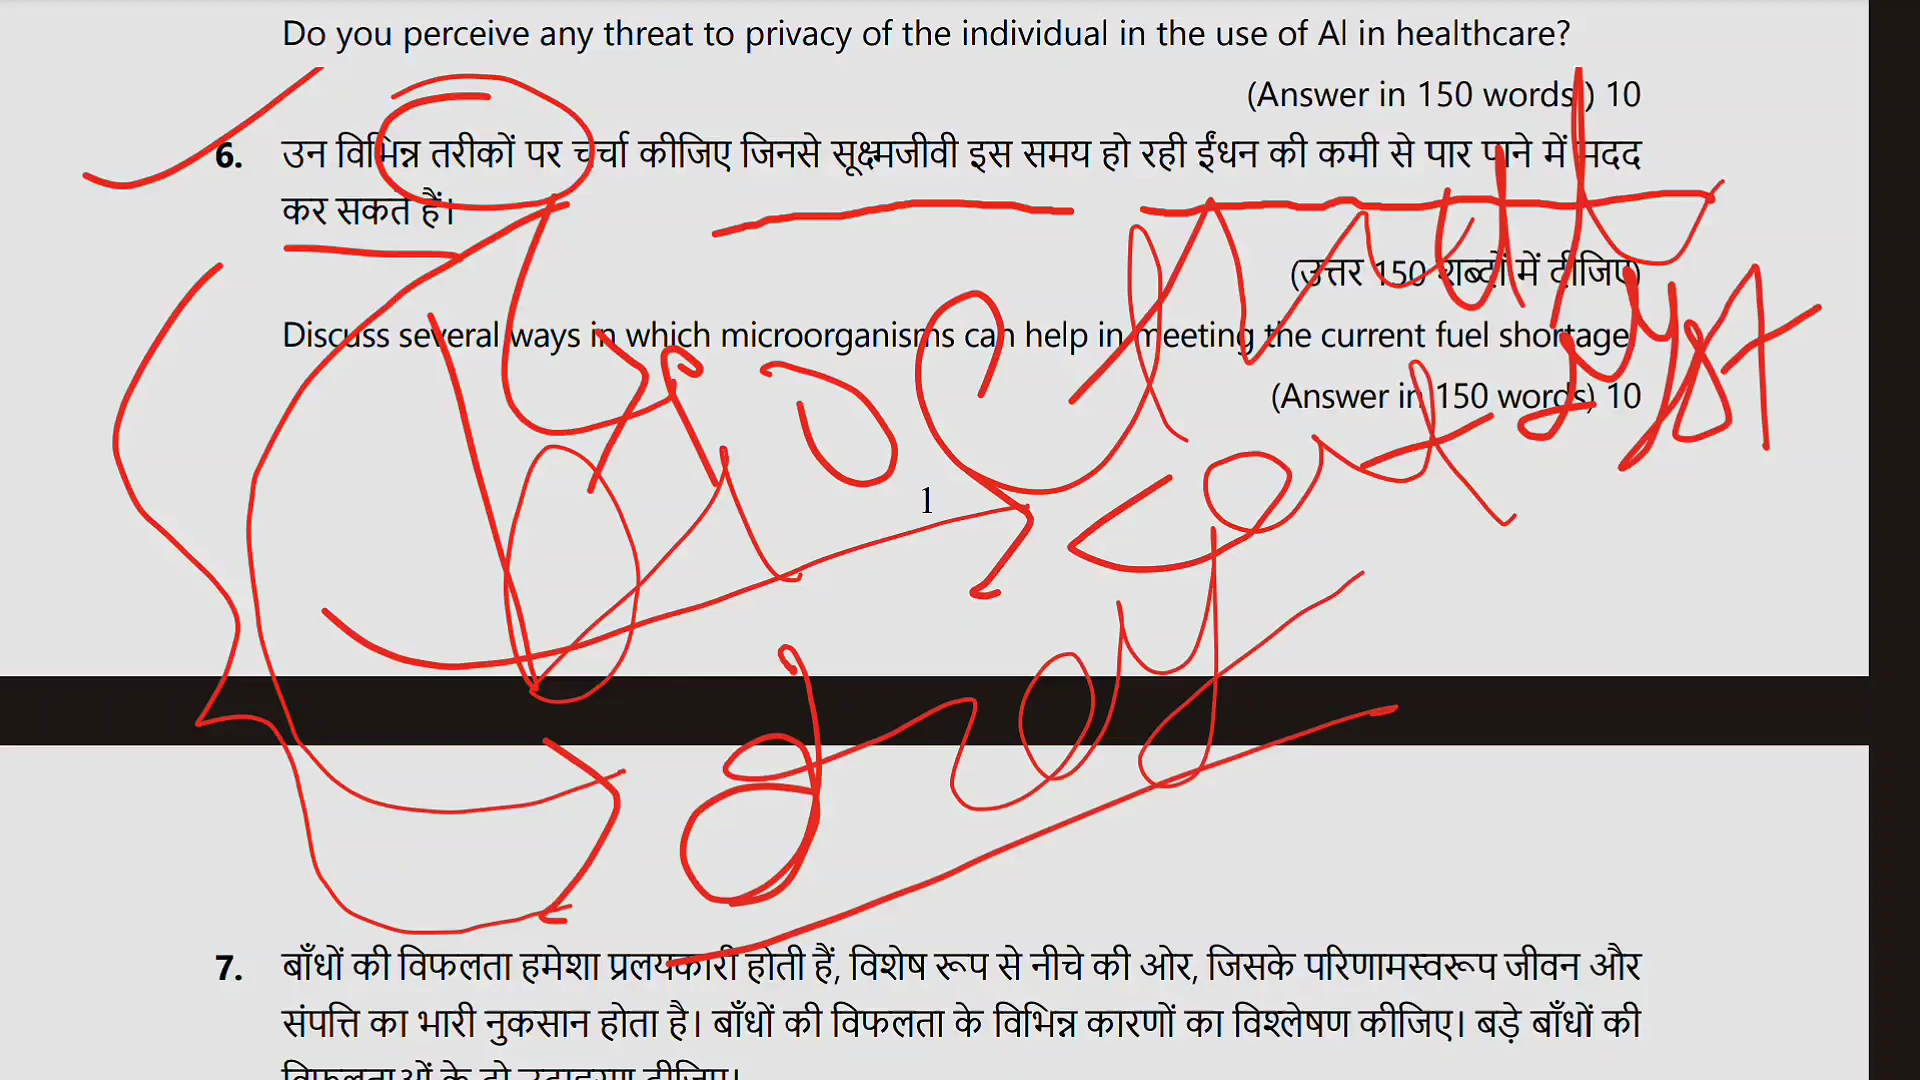 Do you perceive any threat to privacy of the individual in the use of Al in healthcare?
(Answer in 150 words ) 10
6. उन विभिन्न तरीकों पर चर्चा कीजिए जिनसे सूक्ष्मजीवी इस समय हो रही ईंधन की कमी से पार पाने में मदद
कर सकते हैं।
(उत्तर 150 शब्दों में दीजिए)
Discuss several ways in which microorganisms can help in meeting the current fuel shortage.
(Answer in 150 words) 10
1
7. बाँधों की विफलता हमेशा प्रलयकारी होती हैं, विशेष रूप से नीचे की ओर, जिसके परिणामस्वरूप जीवन और
संपत्ति का भारी नुकसान होता है। बाँधों की विफलता के विभिन्न कारणों का विश्लेषण कीजिए। बड़े बाँधों की
विफलताओं के दो उदाहरण दीजिए।